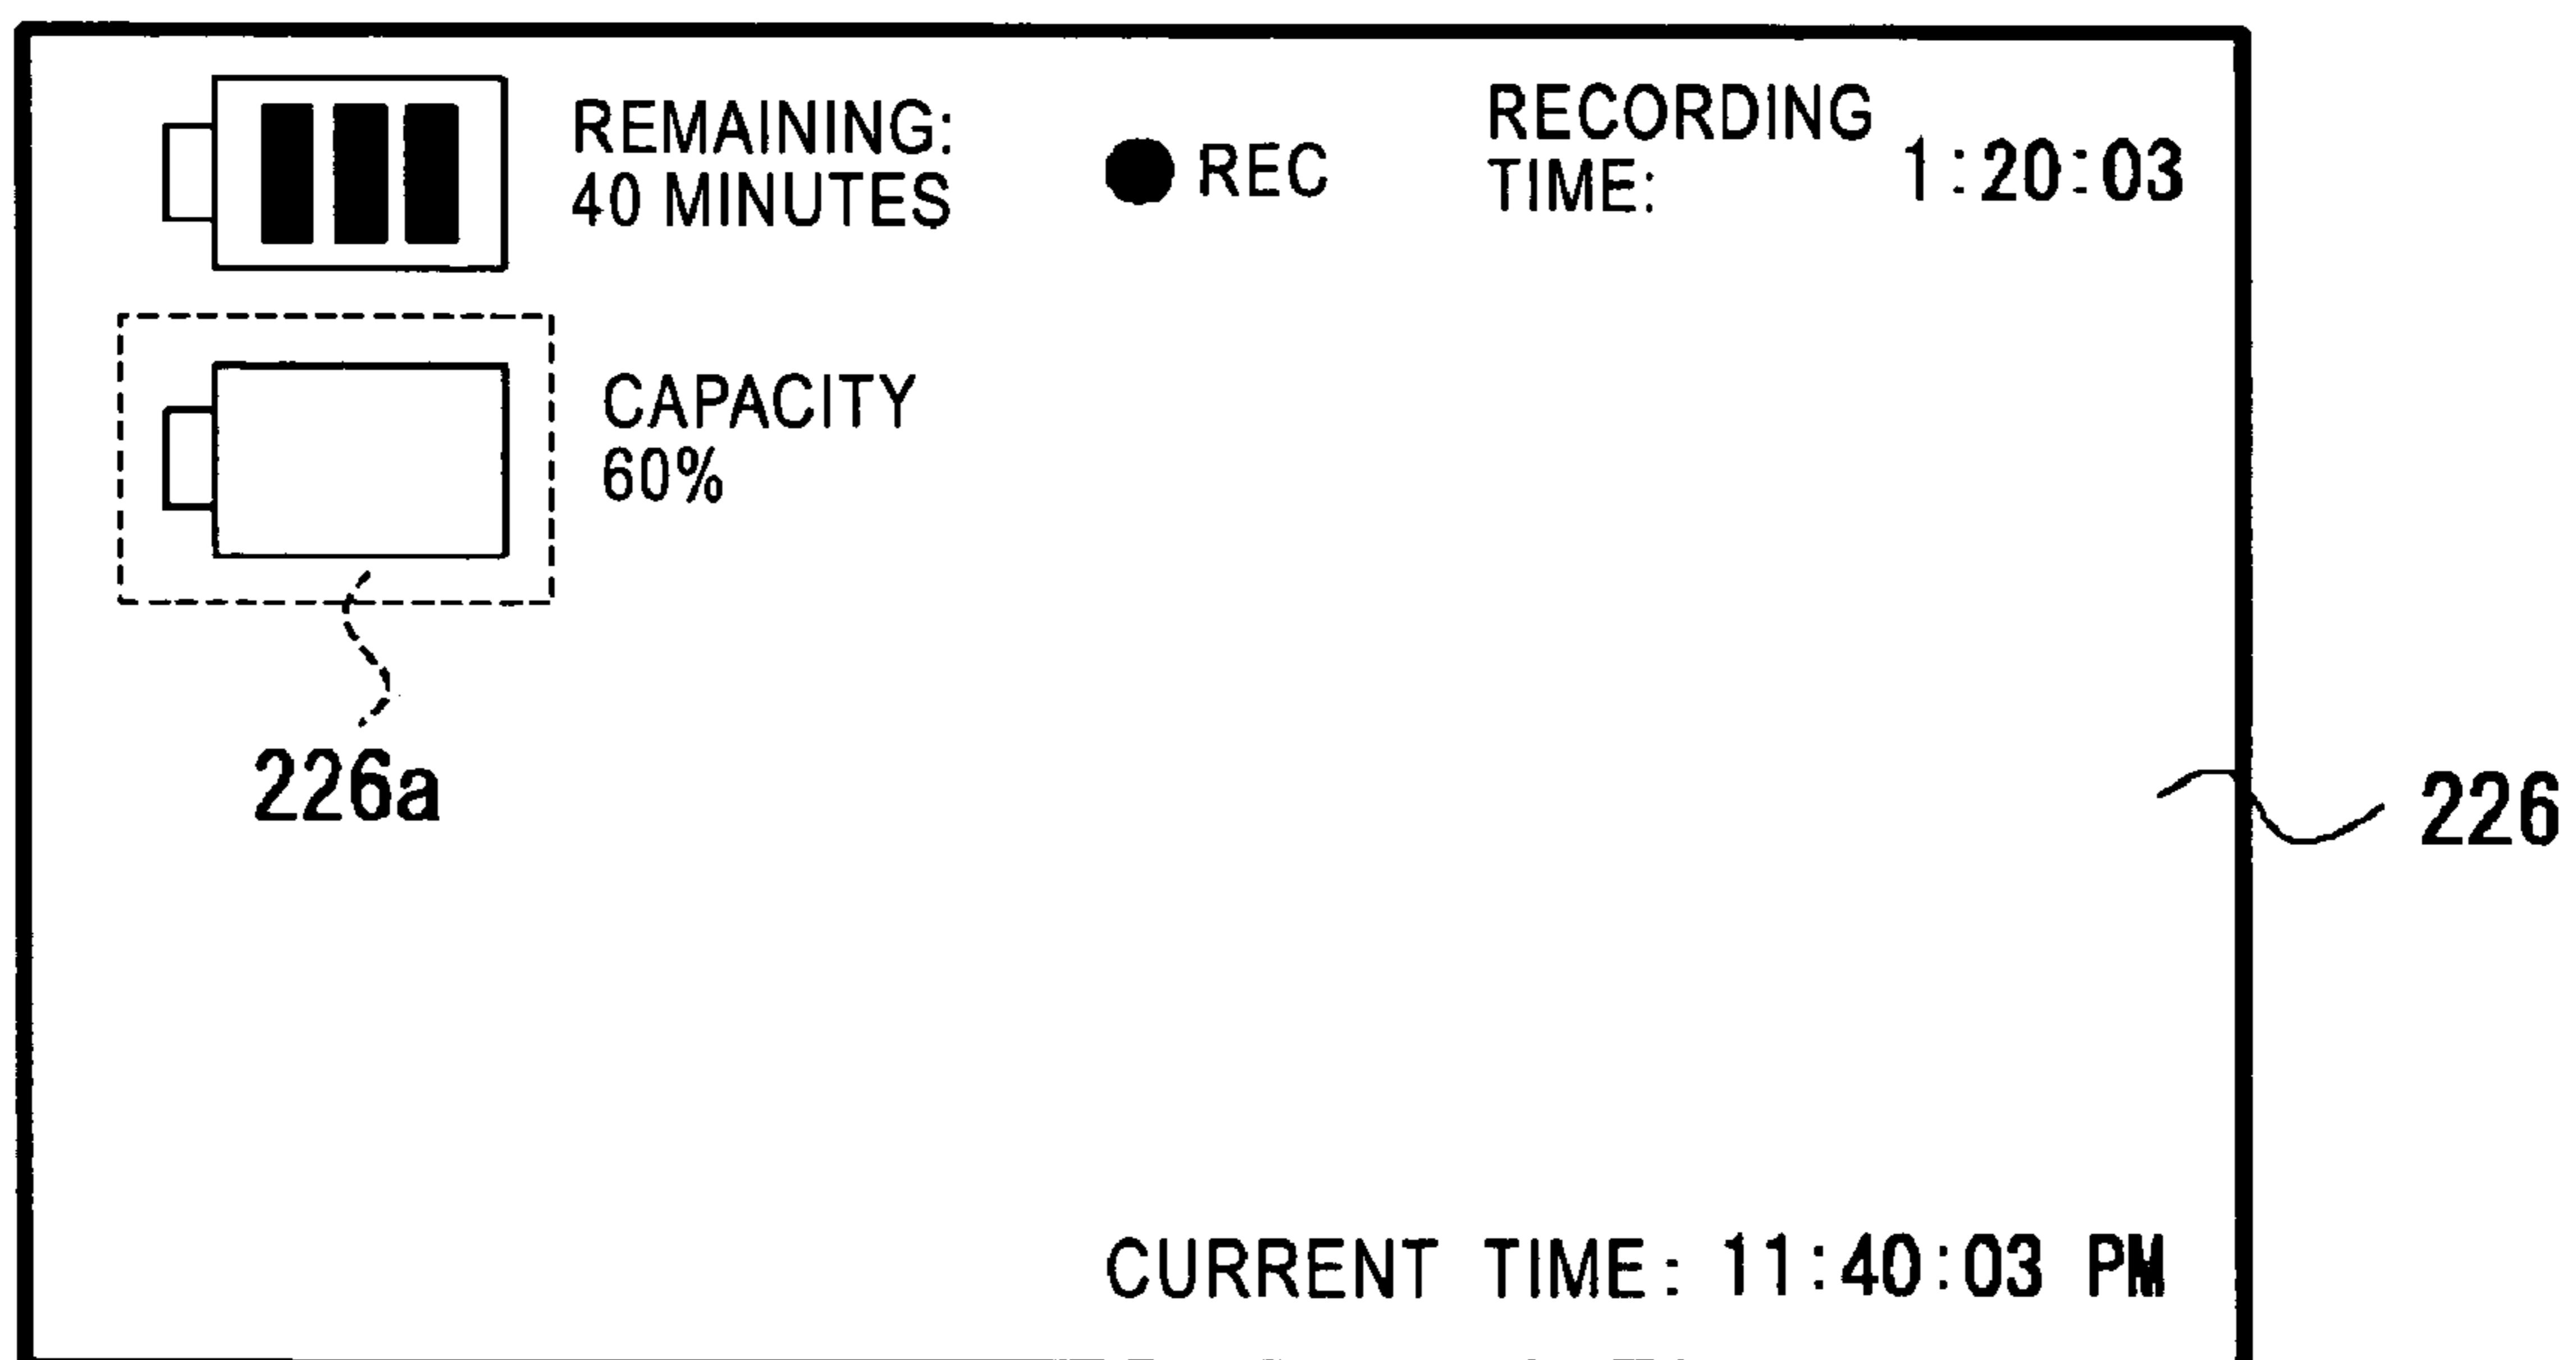 REMAINING:
40 MINUTES
● REC
RECORDING
TIME: 1:20:03
CAPACITY
60%
226a
226
CURRENT TIME: 11:40:03 PM